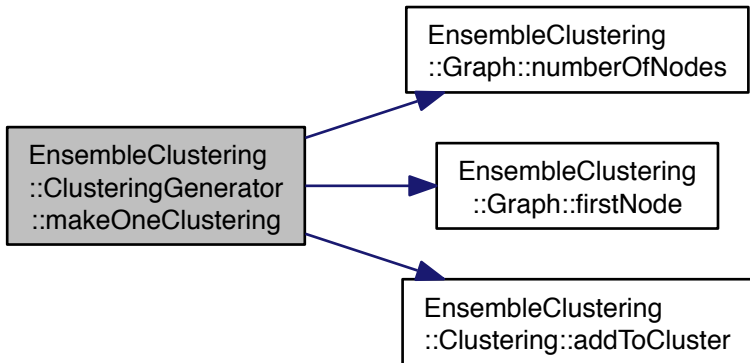 EnsembleClustering
::ClusteringGenerator
::makeOneClustering
EnsembleClustering
::Graph::numberOfNodes
EnsembleClustering
::Graph::firstNode
EnsembleClustering
::Clustering::addToCluster